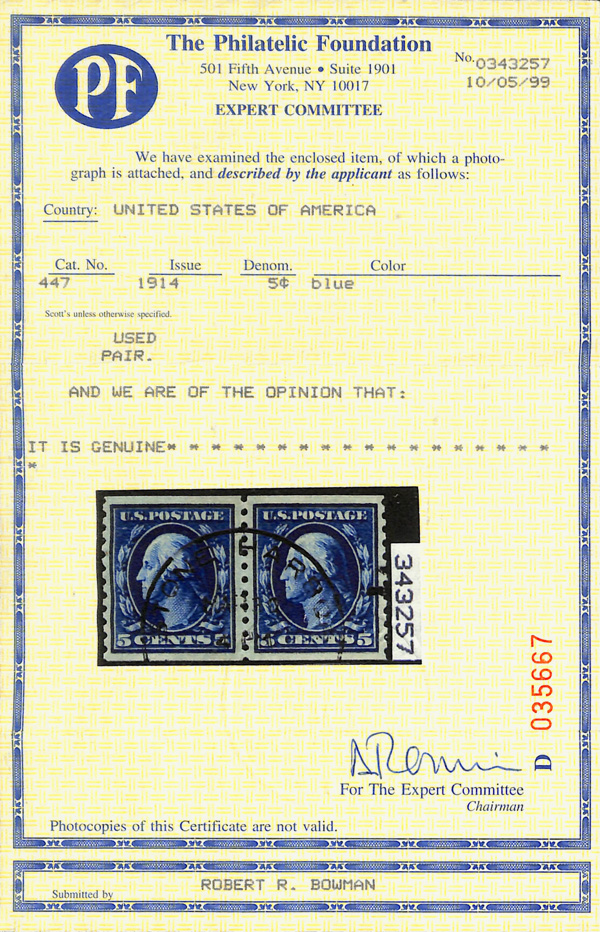 PF
The Philatelic Foundation
501 Fifth Avenue • Suite 1901
New York, NY 10017
EXPERT COMMITTEE
No. 0343257
10/05/99
We have examined the enclosed item, of which a photo-
graph is attached, and described by the applicant as follows:
Country: UNITED STATES OF AMERICA
Cat. No. Issue Denom. Color
447 1914 5¢ blue
Scott's unless otherwise specified.
USED
PAIR.
AND WE ARE OF THE OPINION THAT:
IT IS GENUINE* * * * * * * * * * * * * * * * * *
*
U.S. POSTAGE U.S. POSTAGE
5 CENTS 5 5 CENTS 5
343257
035667
D
For The Expert Committee
Chairman
Photocopies of this Certificate are not valid.
Submitted by ROBERT R. BOWMAN